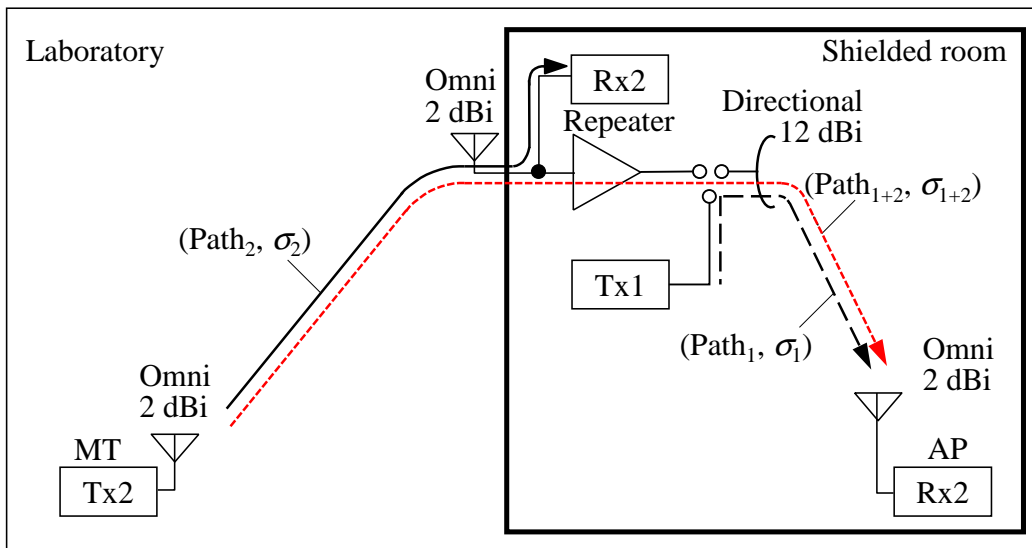 Laboratory
Shielded room
Omni
2 dBi
Rx2
Repeater
Directional
12 dBi
(Path₂, σ₂)
(Path₁₊₂, σ₁₊₂)
Tx1
(Path₁, σ₁)
Omni
2 dBi
MT
Tx2
Omni
2 dBi
AP
Rx2